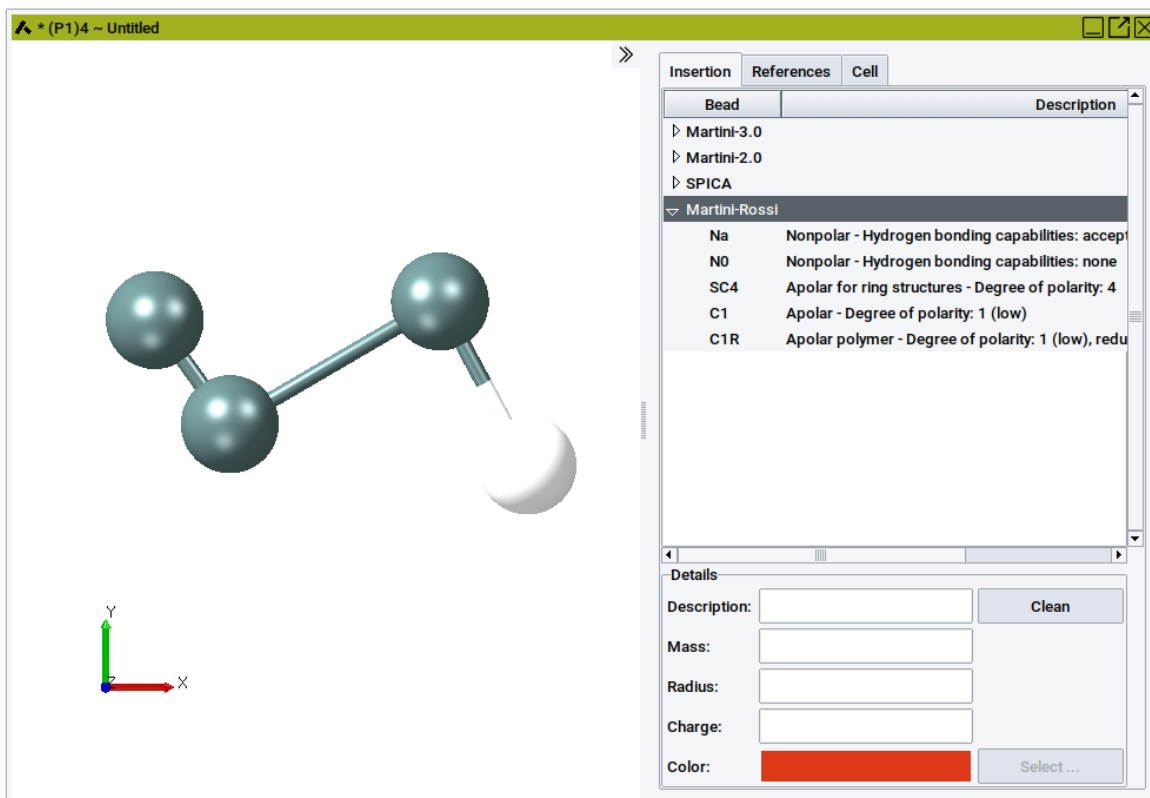 * (P1)4 ~ Untitled
Insertion References Cell
Bead Description
Martini-3.0
Martini-2.0
SPICA
Martini-Rossi
Na Nonpolar - Hydrogen bonding capabilities: accept
N0 Nonpolar - Hydrogen bonding capabilities: none
SC4 Apolar for ring structures - Degree of polarity: 4
C1 Apolar - Degree of polarity: 1 (low)
C1R Apolar polymer - Degree of polarity: 1 (low), redu
Details
Description: Clean
Mass:
Radius:
Charge:
Color: Select ...
Y
Z X